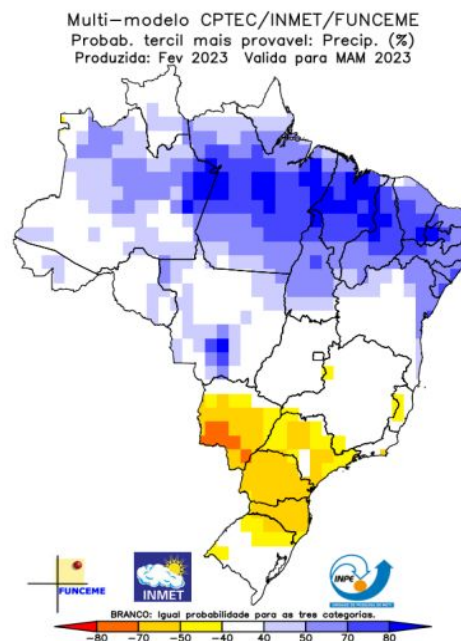 Multi-modelo CPTEC/INMET/FUNCEME
Probab. tercil mais provavel: Precip. (%)
Produzida: Fev 2023 Valida para MAM 2023
FUNCEME
INMET
INPE
BRANCO: Igual probabilidade para as tres categorias.
-80 -70 -50 -40 40 50 70 80